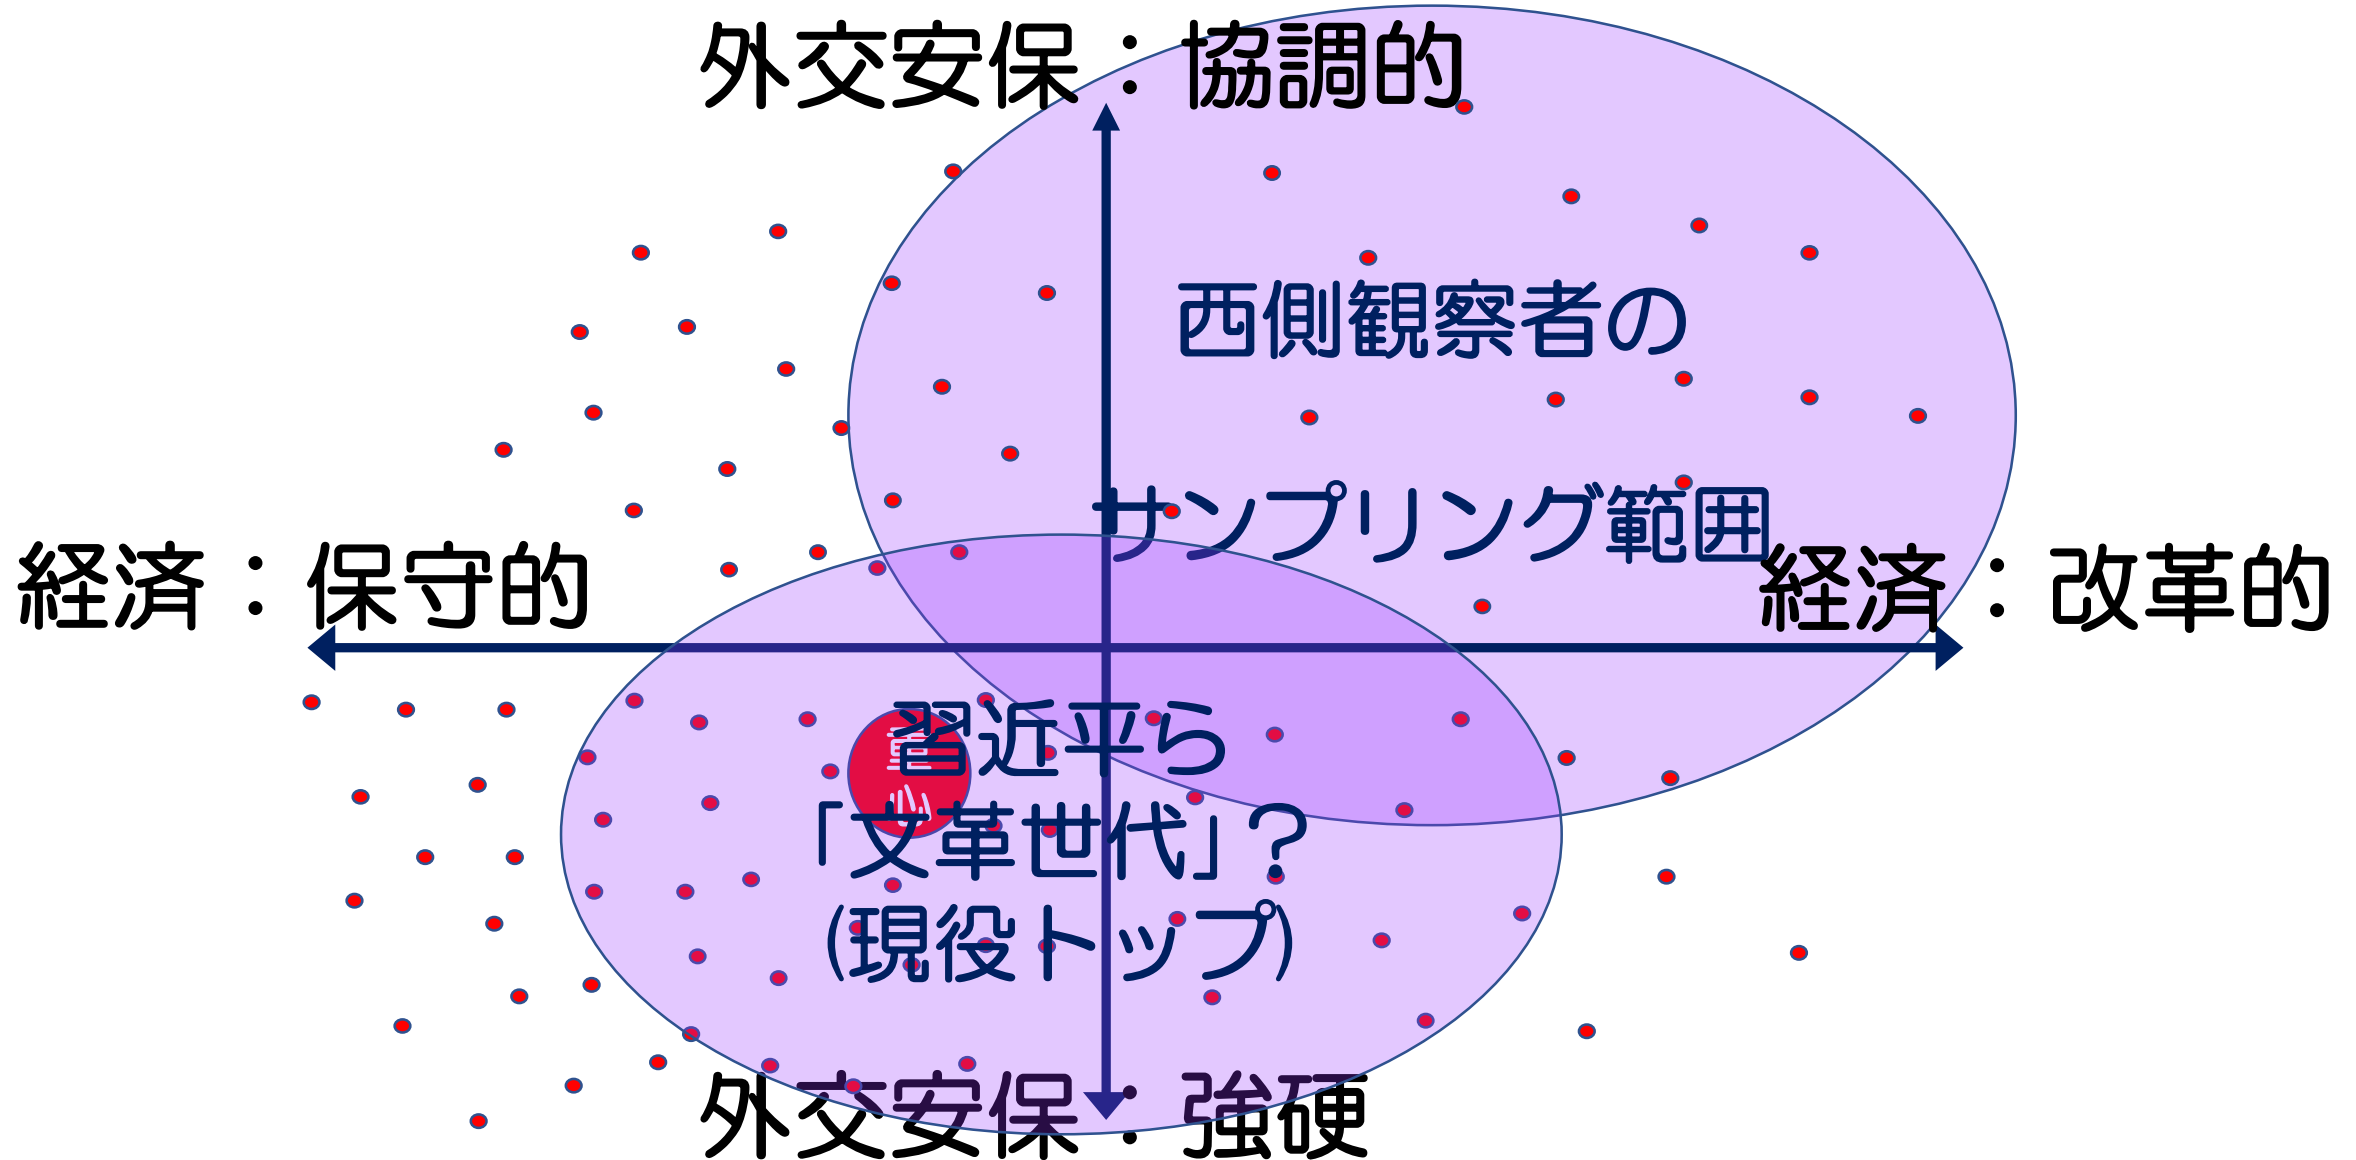 外交安保：協調的
西側観察者の
サンプリング範囲
経済：保守的
経済：改革的
重心
習近平ら
「文革世代」？
(現役トップ)
外交安保：強硬